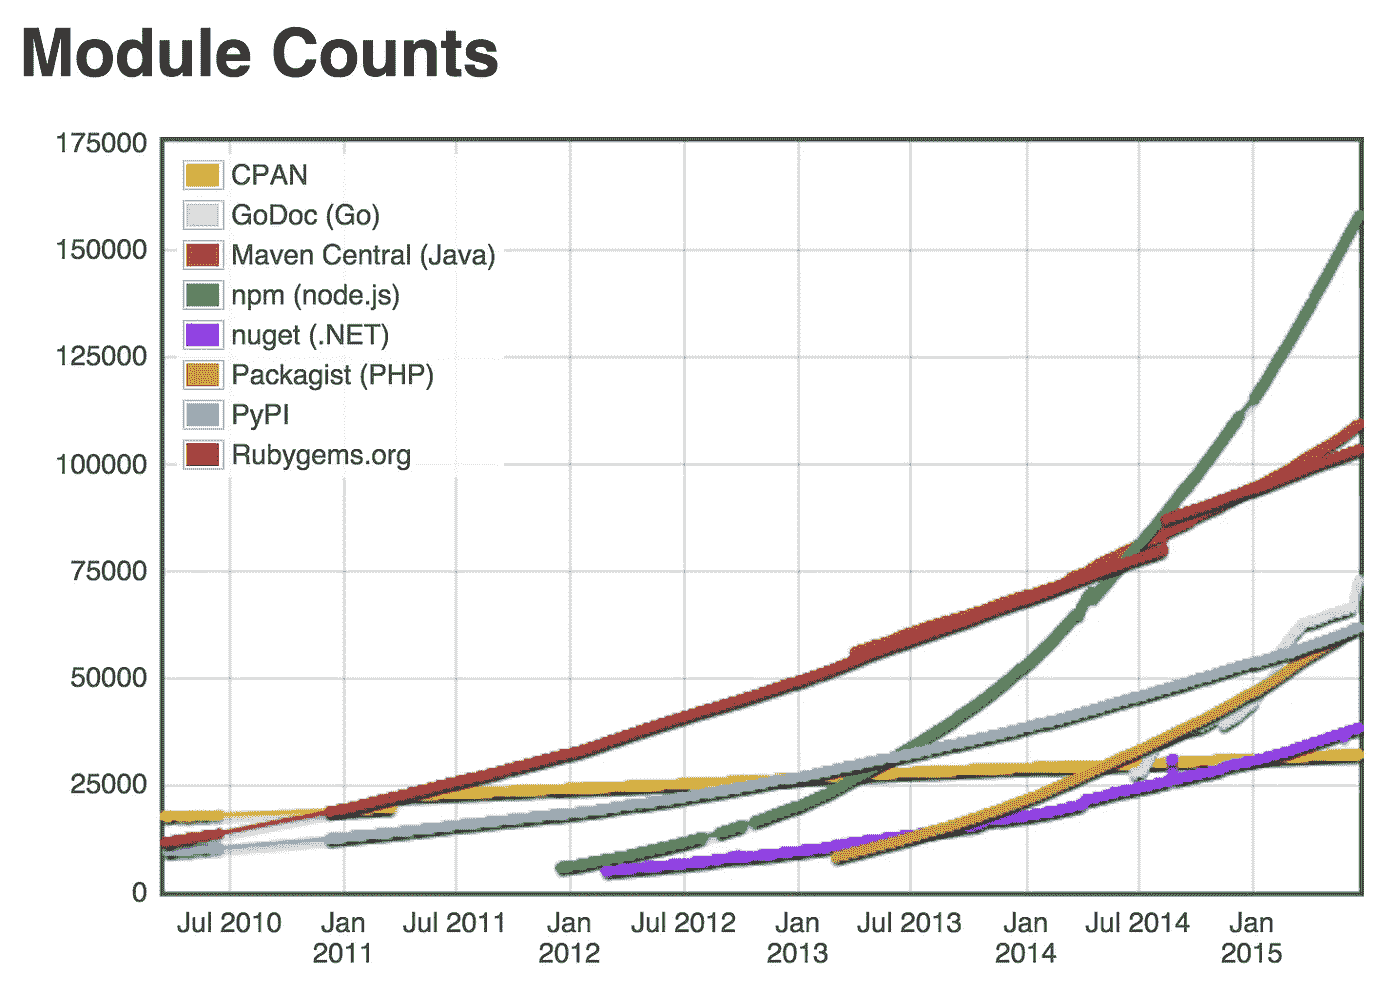 Module Counts
175000
150000
125000
100000
75000
50000
25000
0
CPAN
GoDoc (Go)
Maven Central (Java)
npm (node.js)
nuget (.NET)
Packagist (PHP)
PyPI
Rubygems.org
Jul 2010
Jan
2011
Jul 2011
Jan
2012
Jul 2012
Jan
2013
Jul 2013
Jan
2014
Jul 2014
Jan
2015